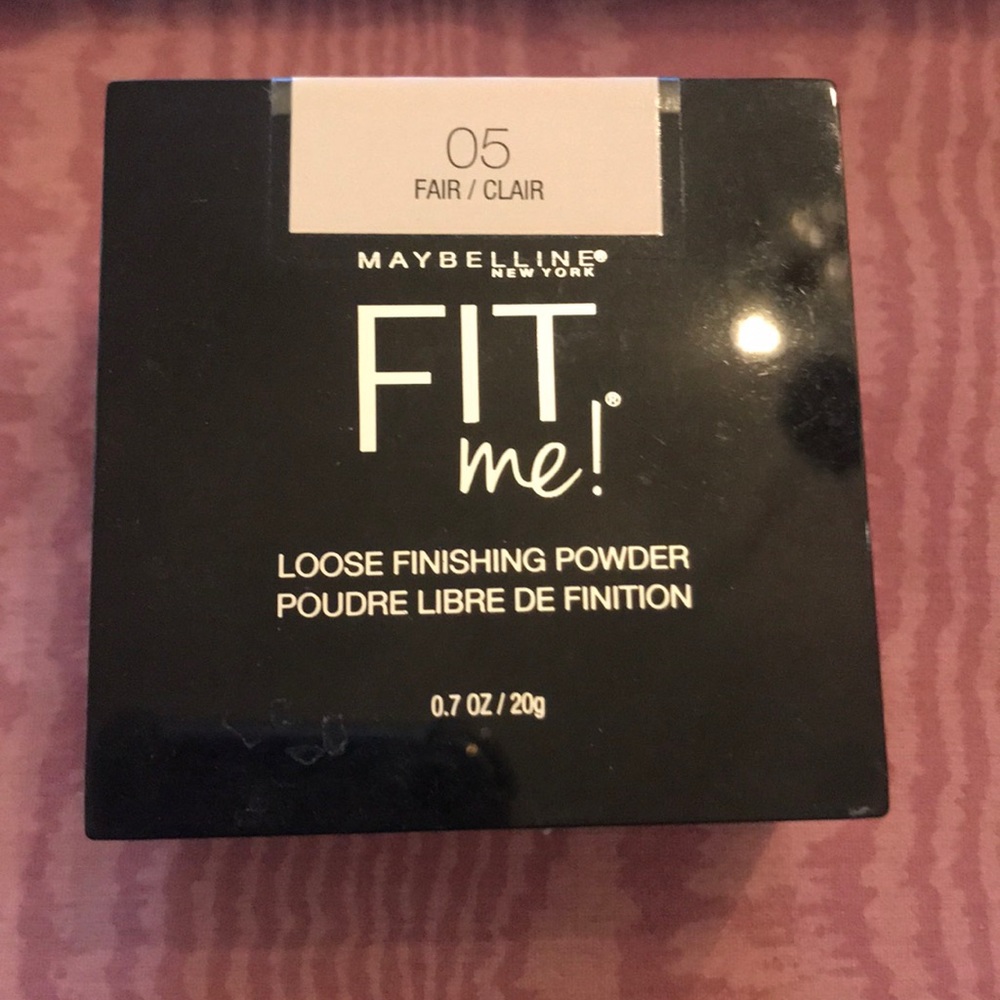 05
FAIR / CLAIR
MAYBELLINE®
NEW YORK
FIT
me!®
LOOSE FINISHING POWDER
POUDRE LIBRE DE FINITION
0.7 OZ / 20g